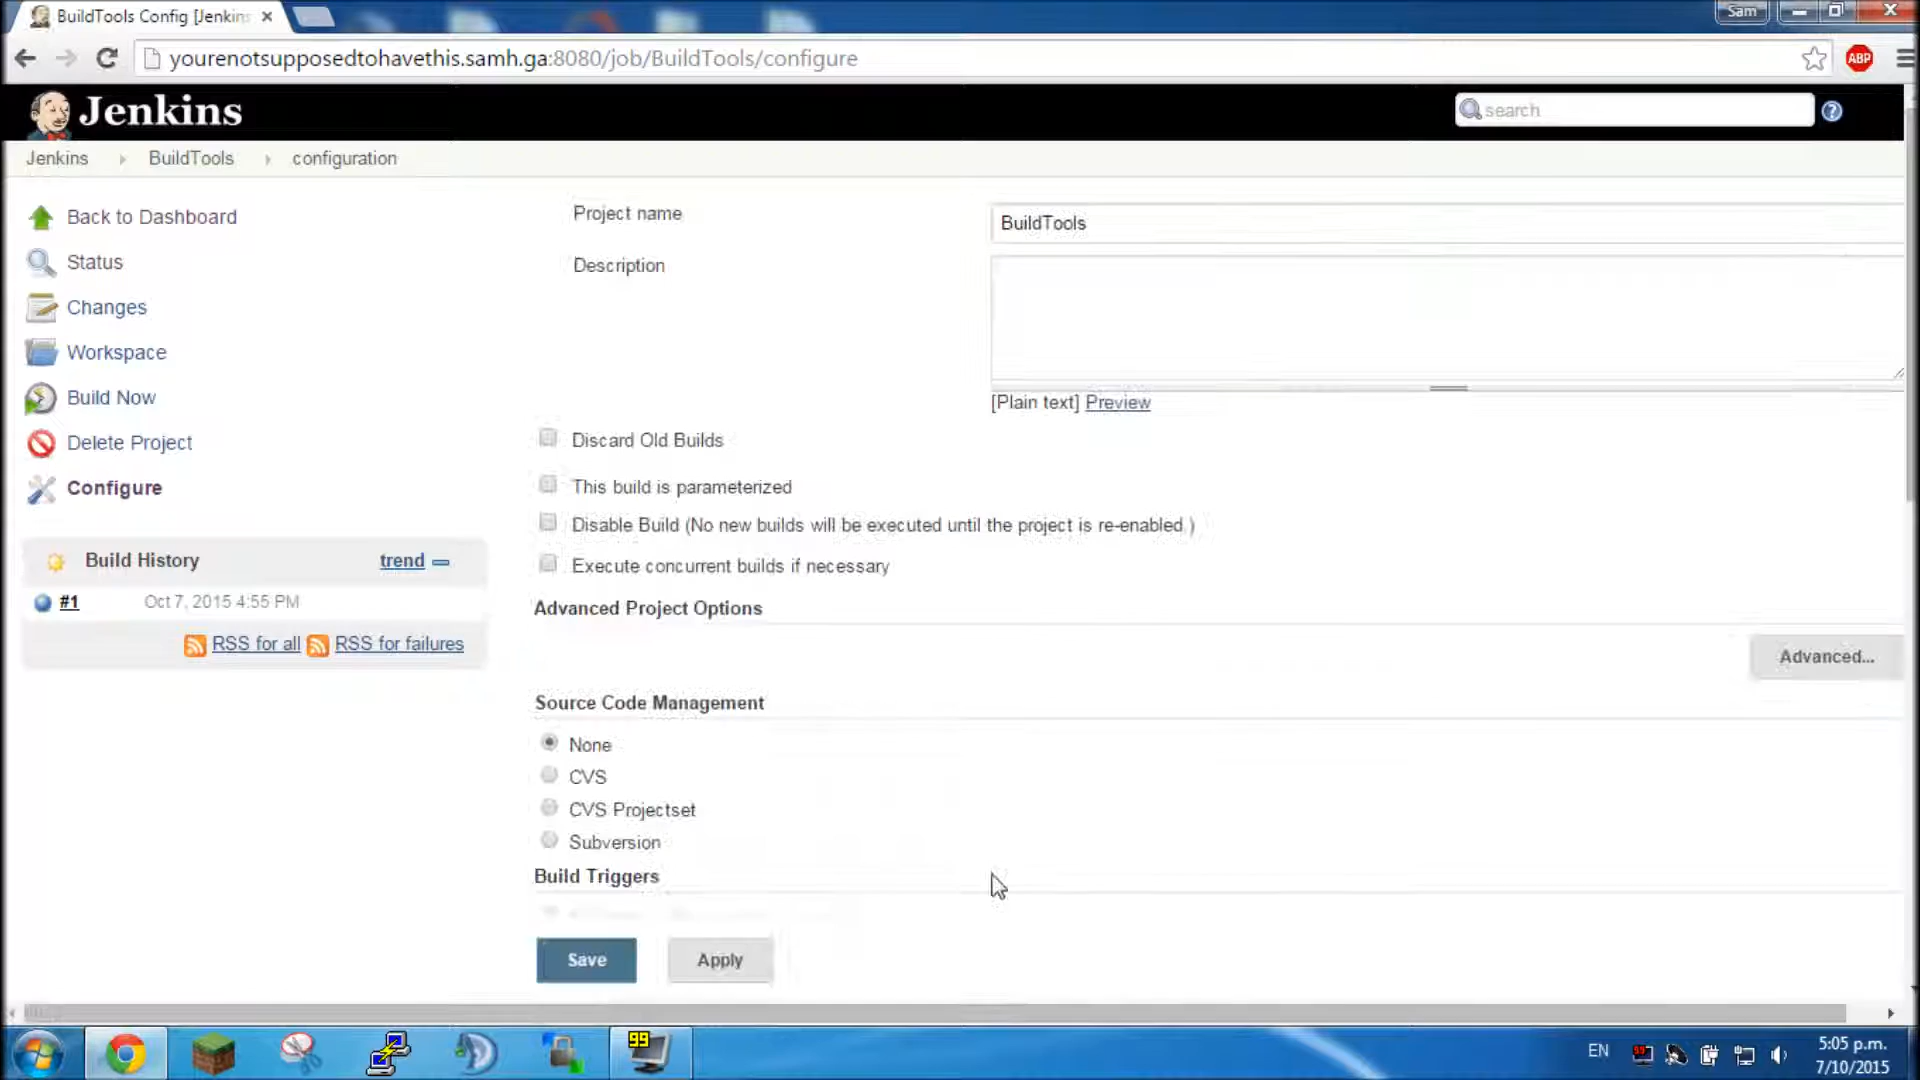 BuildTools Config [Jenkins
Sam
yourenotsupposedtohavethis.samh.ga:8080/job/BuildTools/configure
ABP
Jenkins
search
?
Jenkins
BuildTools
configuration
Back to Dashboard
Status
Changes
Workspace
Build Now
Delete Project
Configure
Build History
trend
#1
Oct 7, 2015 4:55 PM
RSS for all
RSS for failures
Project name
BuildTools
Description
[Plain text] Preview
Discard Old Builds
This build is parameterized
Disable Build (No new builds will be executed until the project is re-enabled.)
Execute concurrent builds if necessary
Advanced Project Options
Advanced...
Source Code Management
None
CVS
CVS Projectset
Subversion
Build Triggers
Save
Apply
99
EN
5:05 p.m.
7/10/2015